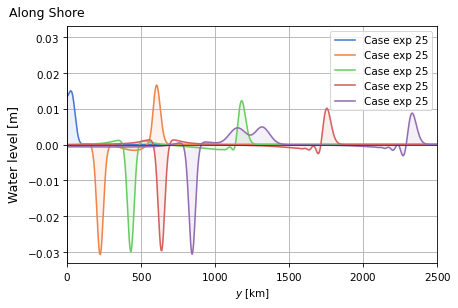 Along Shore
Water level [m]
0.03
0.02
0.01
0.00
−0.01
−0.02
−0.03
Case exp 25
Case exp 25
Case exp 25
Case exp 25
Case exp 25
0 500 1000 1500 2000 2500
y [km]